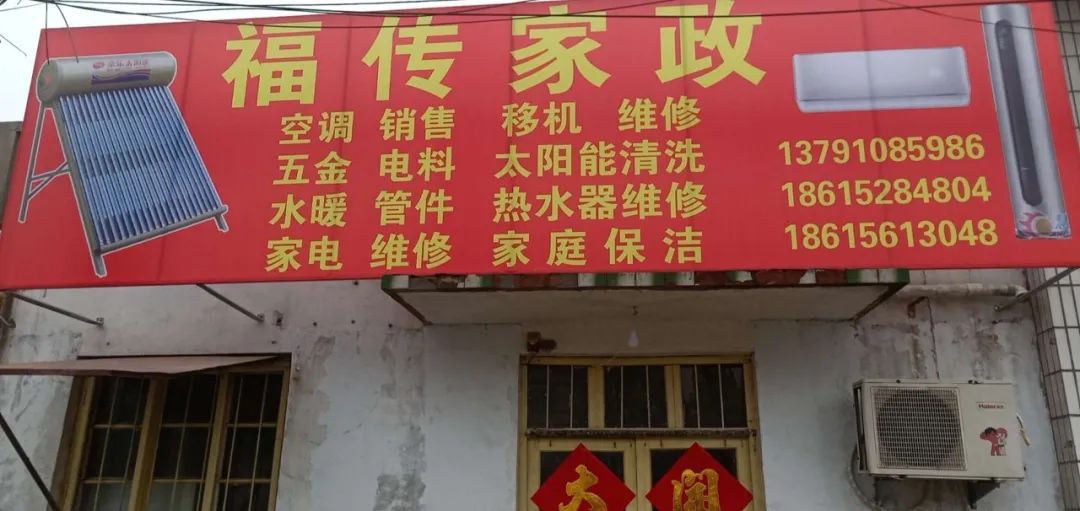 福传家政
空调 销售 移机 维修
五金 电料 太阳能清洗
水暖 管件 热水器维修
家电 维修 家庭保洁
13791085986
18615284804
18615613048
Haier
大